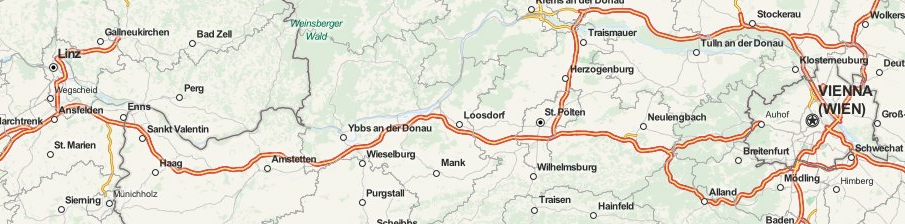 Krems an der Donau
Stockerau
Wolkers
Weinsberger
Wald
Gallneukirchen
Bad Zell
Traismauer
Tulln an der Donau
Linz
Klosterneuburg
Herzogenburg
Deut
Wegscheid
Perg
VIENNA
(WIEN)
Ansfelden
Enns
Marchtrenk
Loosdorf
St. Pölten
Neulengbach
Auhof
Groß-
Sankt Valentin
Ybbs an der Donau
St. Marien
Haag
Amstetten
Wieselburg
Mank
Wilhelmsburg
Breitenfurt
Schwechat
Mödling
Himberg
Sierning
Münichholz
Purgstall
Traisen
Hainfeld
Alland
Baden
Scheibbs